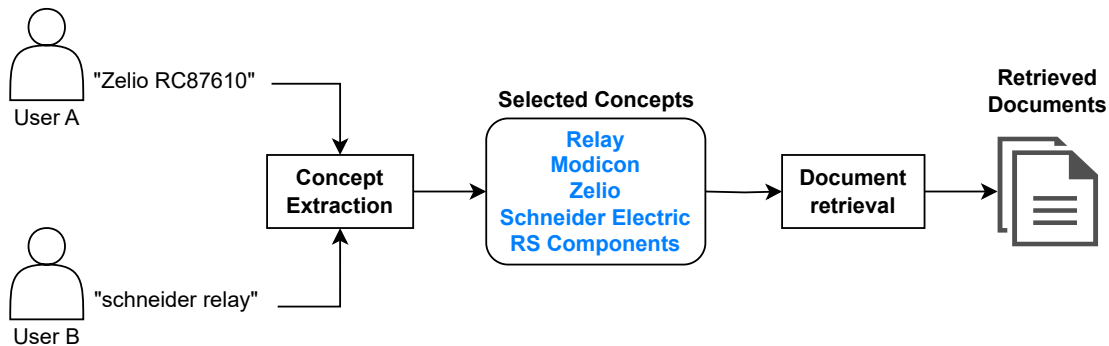 "Zelio RC87610"
User A
Selected Concepts
Relay
Modicon
Zelio
Schneider Electric
RS Components
Concept
Extraction
Document
retrieval
Retrieved
Documents
"schneider relay"
User B